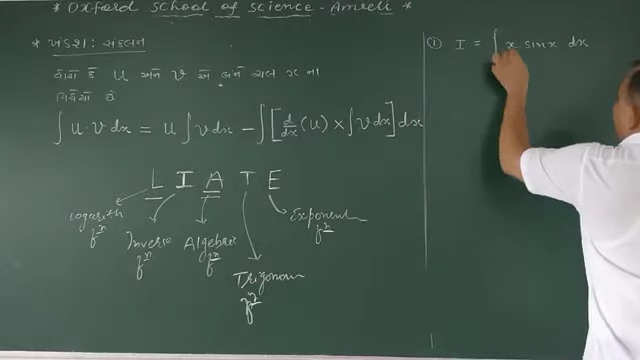 * Oxford School of Science-Amreli *
* ખંડશ: સંકલન
ધારો કે u અને v એ બંને ચલ x ના
વિધેયો છે
∫ u·v dx = u ∫ v dx - ∫ [ d/dx (u) × ∫ v dx ] dx
L I A T E
Logarith fⁿ
Inverse fⁿ
Algebric fⁿ
Trigonom fⁿ
Exponent fⁿ
① I = ∫ x sinx dx